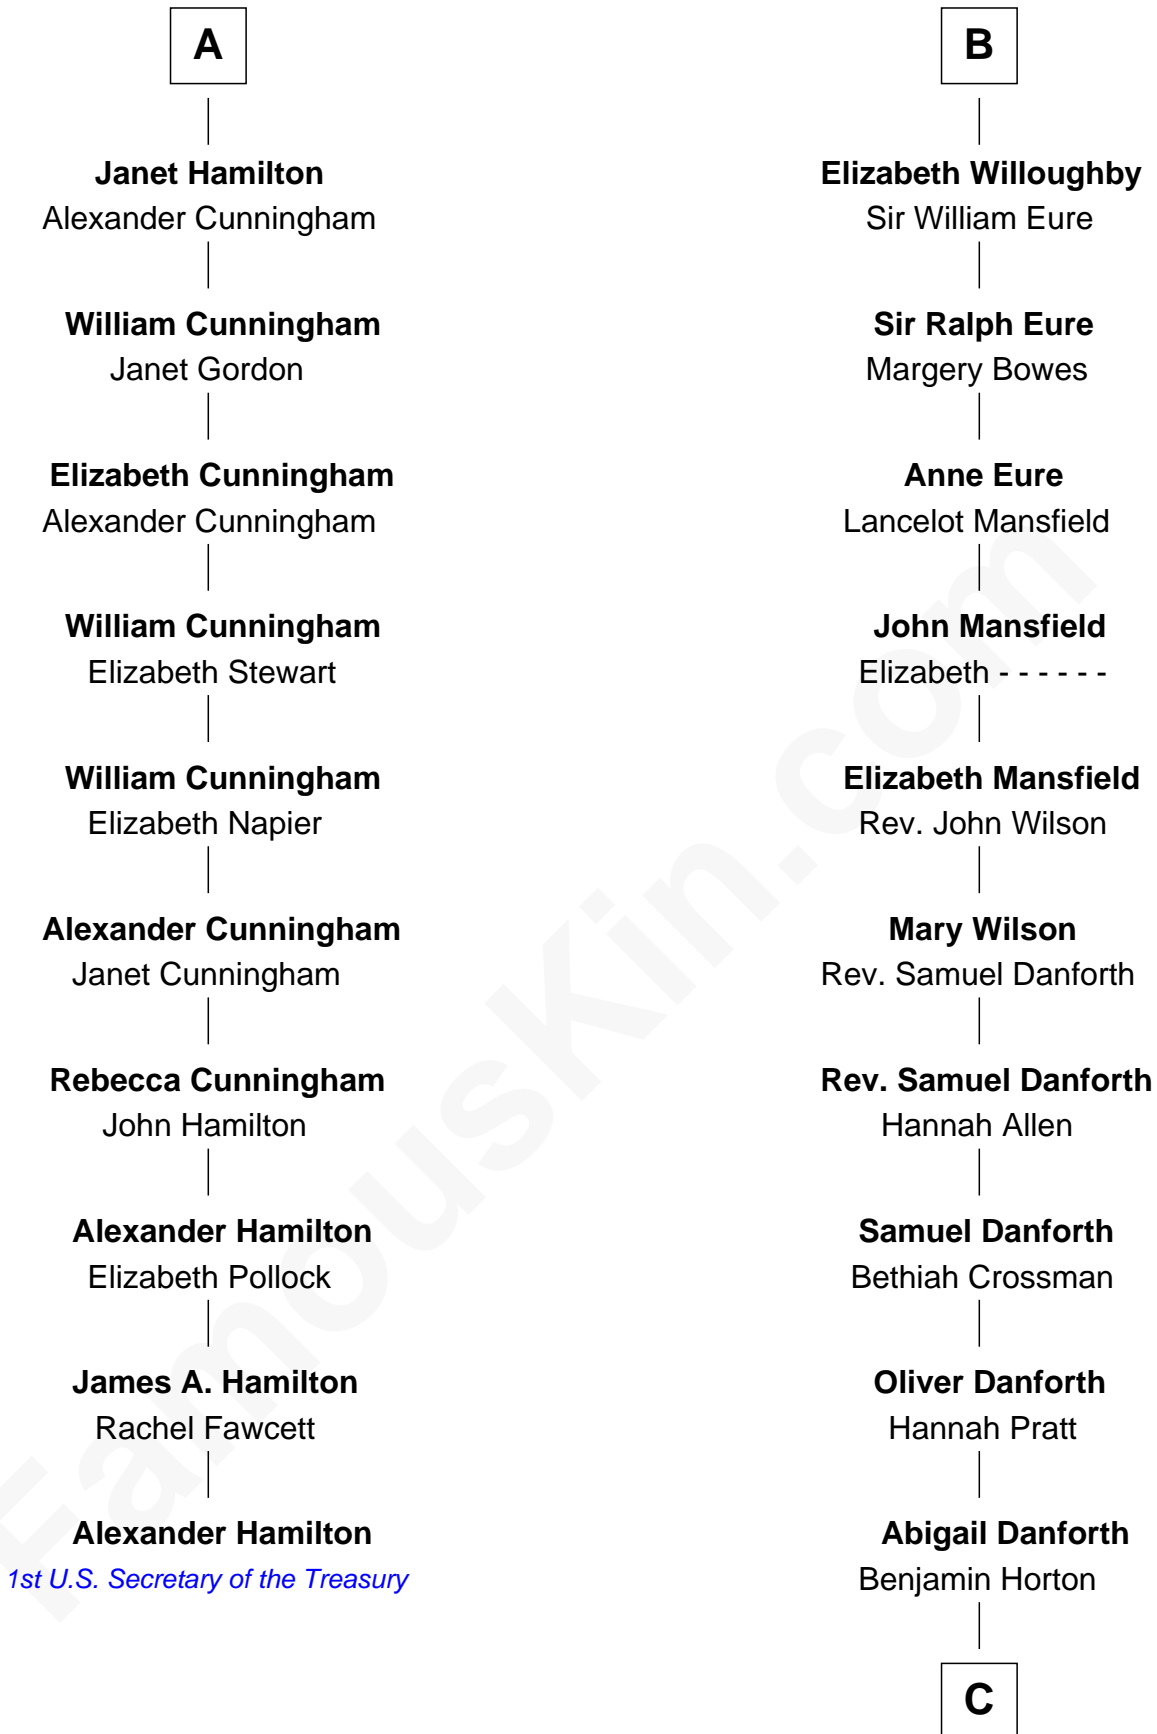 A
Janet Hamilton
Alexander Cunningham
William Cunningham
Janet Gordon
Elizabeth Cunningham
Alexander Cunningham
William Cunningham
Elizabeth Stewart
William Cunningham
Elizabeth Napier
Alexander Cunningham
Janet Cunningham
Rebecca Cunningham
John Hamilton
Alexander Hamilton
Elizabeth Pollock
James A. Hamilton
Rachel Fawcett
Alexander Hamilton
1st U.S. Secretary of the Treasury
B
Elizabeth Willoughby
Sir William Eure
Sir Ralph Eure
Margery Bowes
Anne Eure
Lancelot Mansfield
John Mansfield
Elizabeth - - - - - -
Elizabeth Mansfield
Rev. John Wilson
Mary Wilson
Rev. Samuel Danforth
Rev. Samuel Danforth
Hannah Allen
Samuel Danforth
Bethiah Crossman
Oliver Danforth
Hannah Pratt
Abigail Danforth
Benjamin Horton
C
FamousKin.com